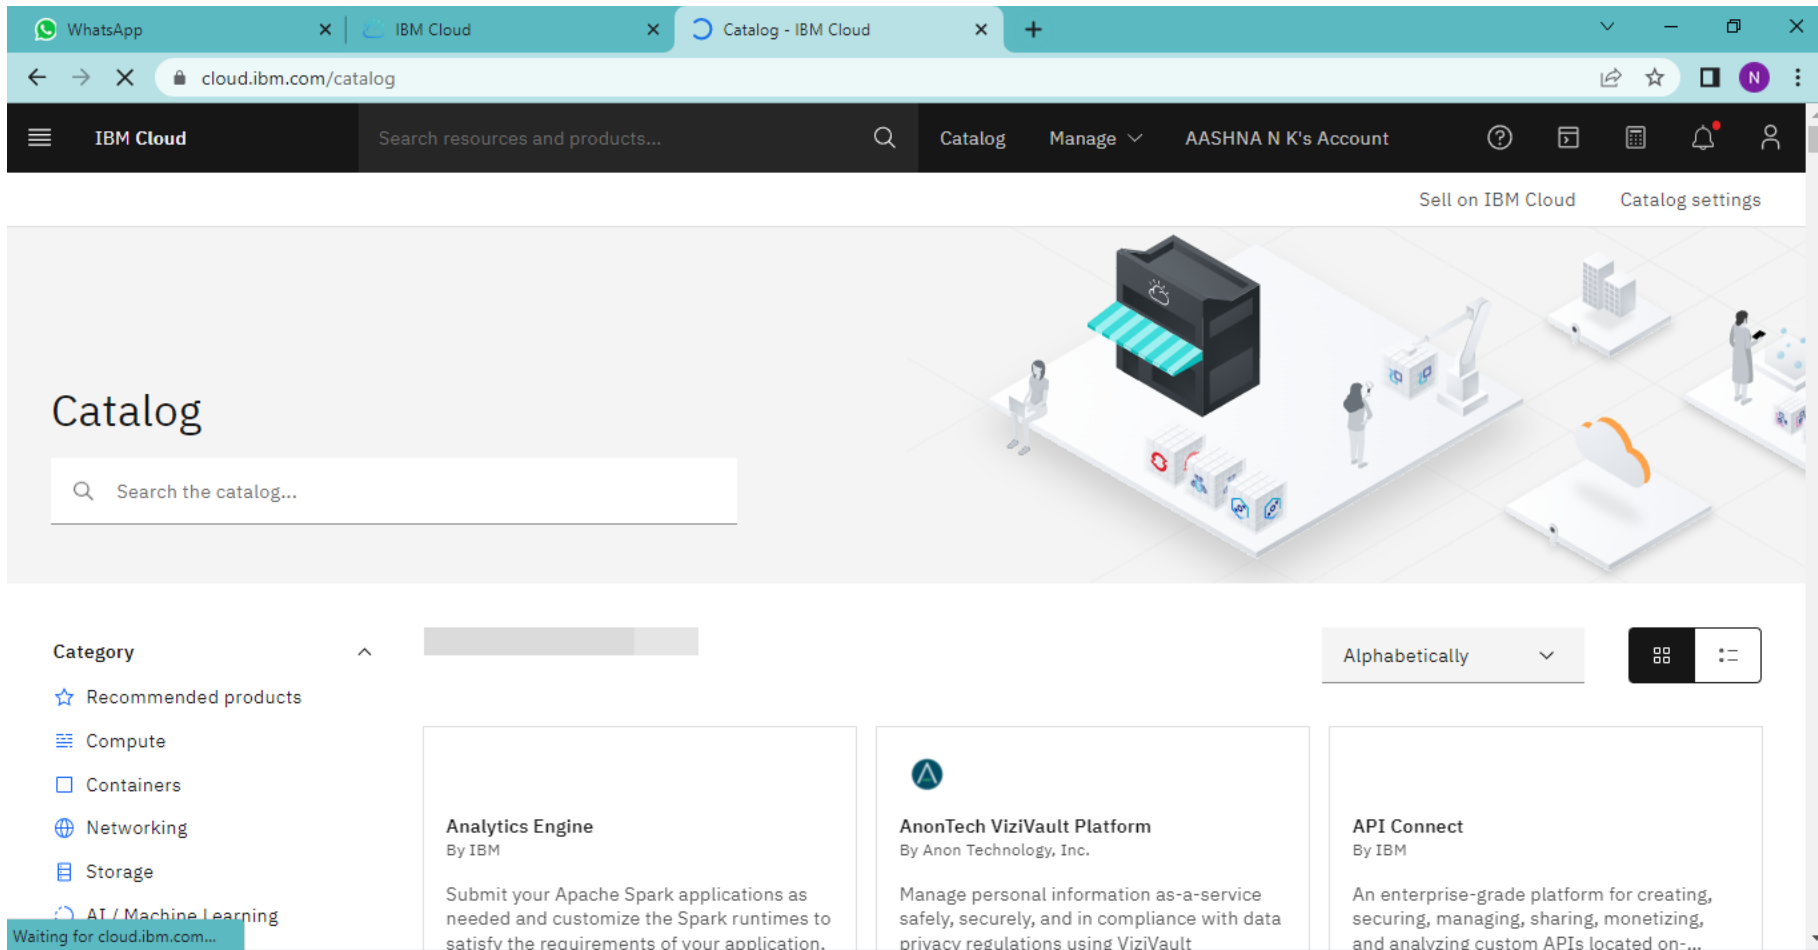 WhatsApp
IBM Cloud
Catalog - IBM Cloud
cloud.ibm.com/catalog
N
IBM Cloud
Search resources and products...
Catalog
Manage
AASHNA N K's Account
Sell on IBM Cloud
Catalog settings
Catalog
Search the catalog...
Category
Alphabetically
Recommended products
Compute
Containers
Networking
Storage
AI / Machine Learning
Analytics Engine
By IBM
Submit your Apache Spark applications as
needed and customize the Spark runtimes to
satisfy the requirements of your application.
AnonTech ViziVault Platform
By Anon Technology, Inc.
Manage personal information as-a-service
safely, securely, and in compliance with data
privacy regulations using ViziVault
API Connect
By IBM
An enterprise-grade platform for creating,
securing, managing, sharing, monetizing,
and analyzing custom APIs located on-...
Waiting for cloud.ibm.com...